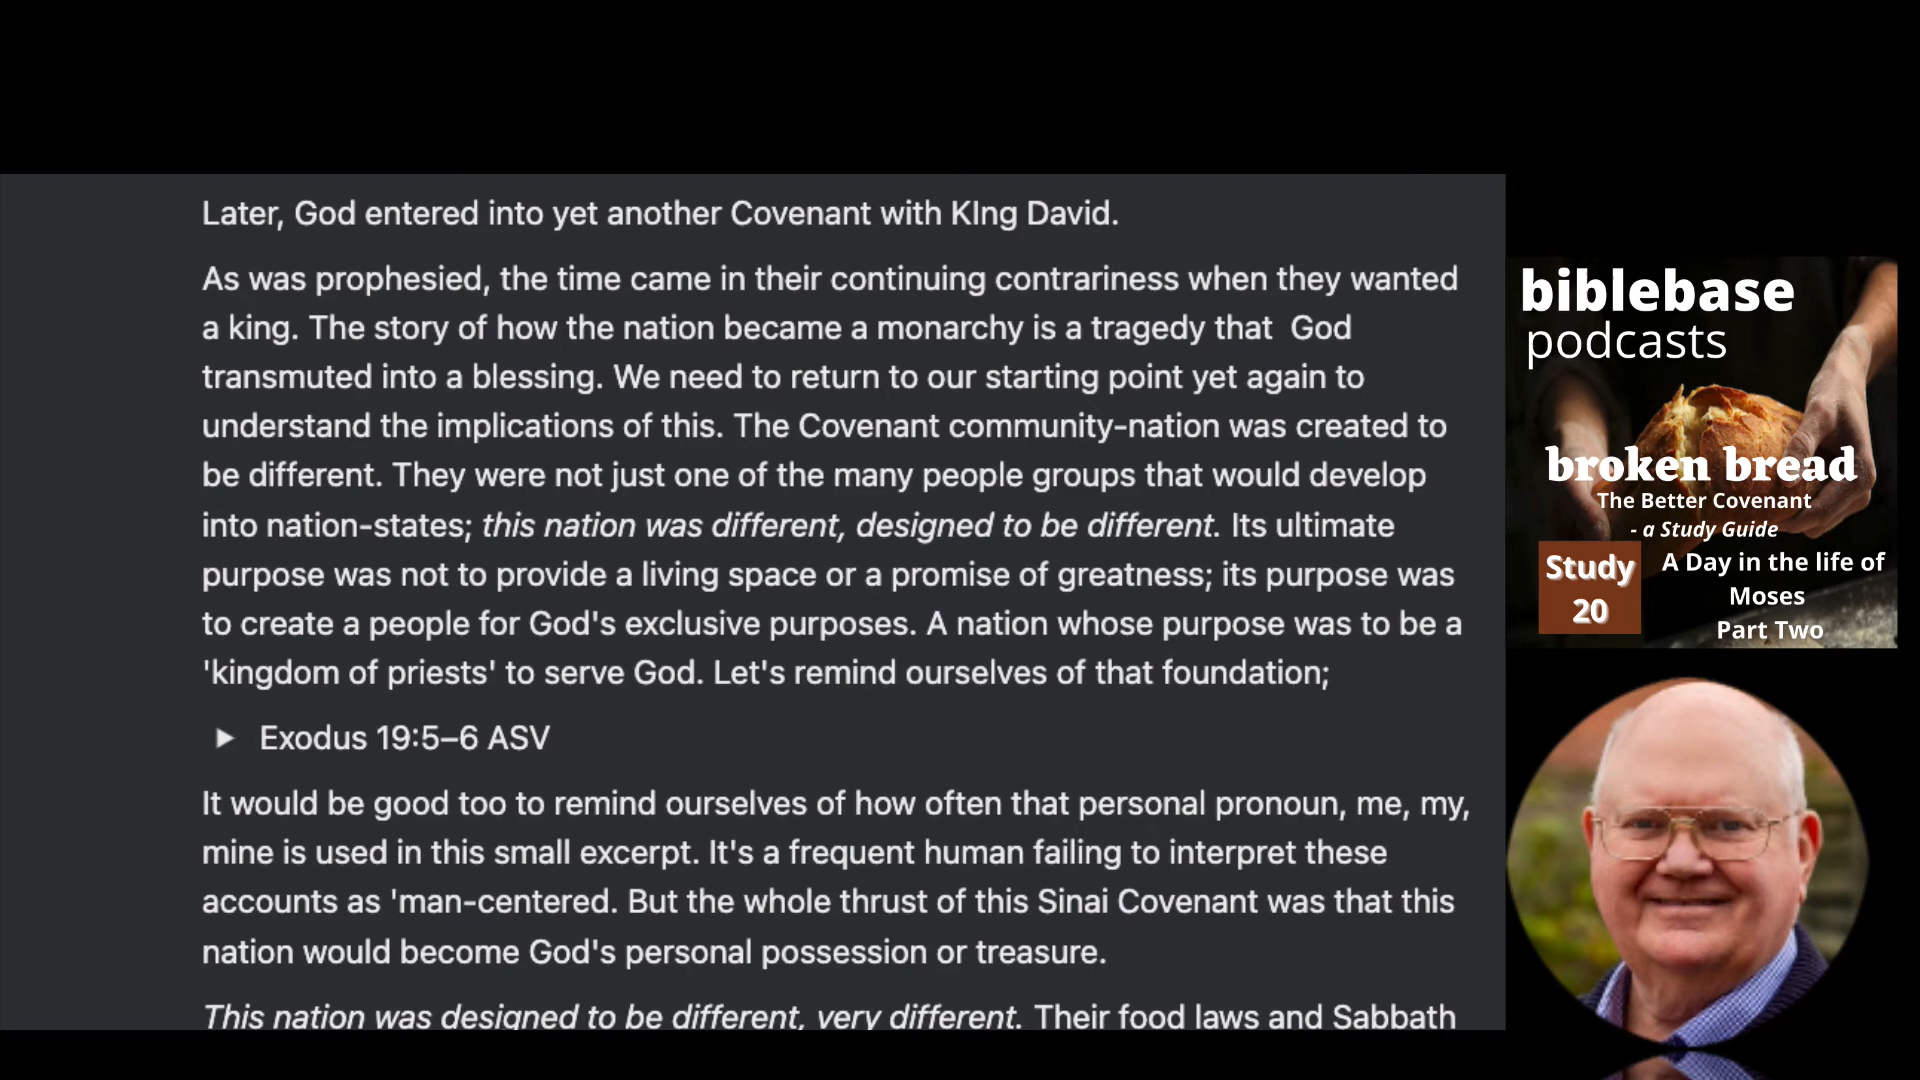 Later, God entered into yet another Covenant with KIng David.
As was prophesied, the time came in their continuing contrariness when they wanted
a king. The story of how the nation became a monarchy is a tragedy that  God
transmuted into a blessing. We need to return to our starting point yet again to
understand the implications of this. The Covenant community-nation was created to
be different. They were not just one of the many people groups that would develop
into nation-states; this nation was different, designed to be different. Its ultimate
purpose was not to provide a living space or a promise of greatness; its purpose was
to create a people for God's exclusive purposes. A nation whose purpose was to be a
'kingdom of priests' to serve God. Let's remind ourselves of that foundation;
▶ Exodus 19:5–6 ASV
It would be good too to remind ourselves of how often that personal pronoun, me, my,
mine is used in this small excerpt. It's a frequent human failing to interpret these
accounts as 'man-centered. But the whole thrust of this Sinai Covenant was that this
nation would become God's personal possession or treasure.
This nation was designed to be different, very different. Their food laws and Sabbath
biblebase
podcasts
broken bread
The Better Covenant
- a Study Guide
Study
20
A Day in the life of
Moses
Part Two